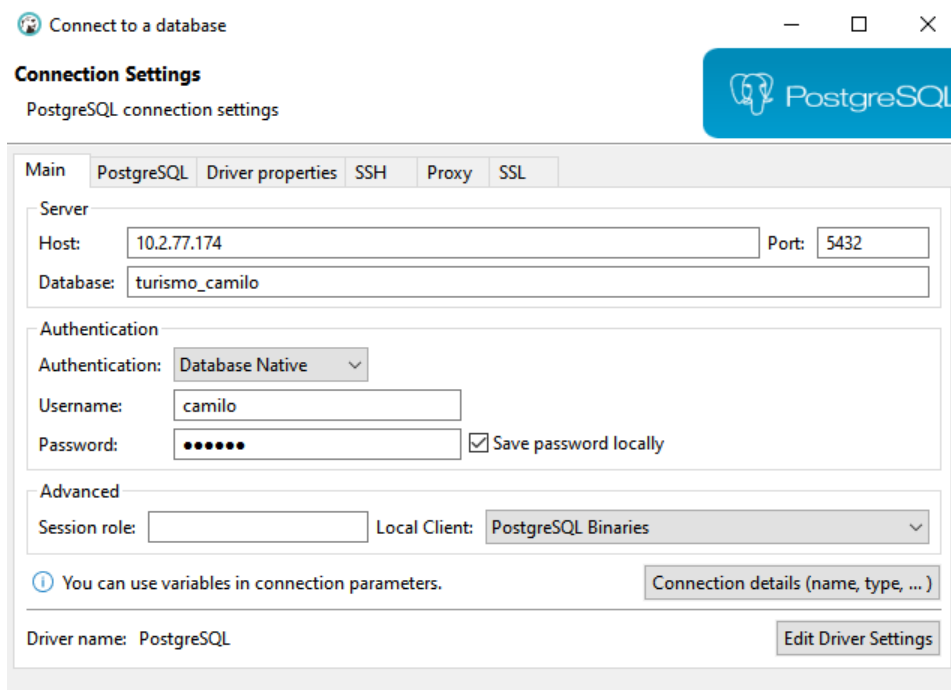 Connect to a database
Connection Settings
PostgreSQL connection settings
PostgreSQL
Main PostgreSQL Driver properties SSH Proxy SSL
Server
Host: 10.2.77.174 Port: 5432
Database: turismo_camilo
Authentication
Authentication: Database Native
Username: camilo
Password: ●●●●●● Save password locally
Advanced
Session role: Local Client: PostgreSQL Binaries
You can use variables in connection parameters. Connection details (name, type, ... )
Driver name: PostgreSQL Edit Driver Settings